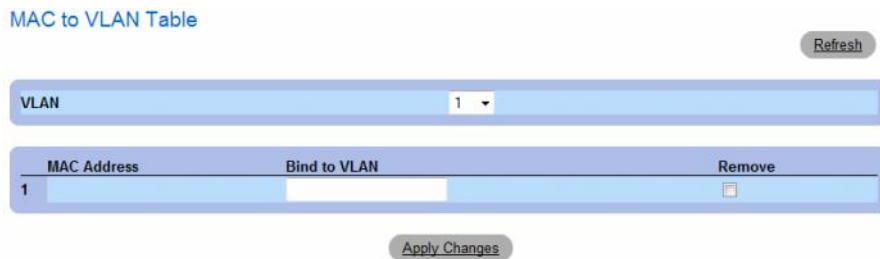 MAC to VLAN Table
Refresh
VLAN 1
MAC Address Bind to VLAN Remove
1
Apply Changes